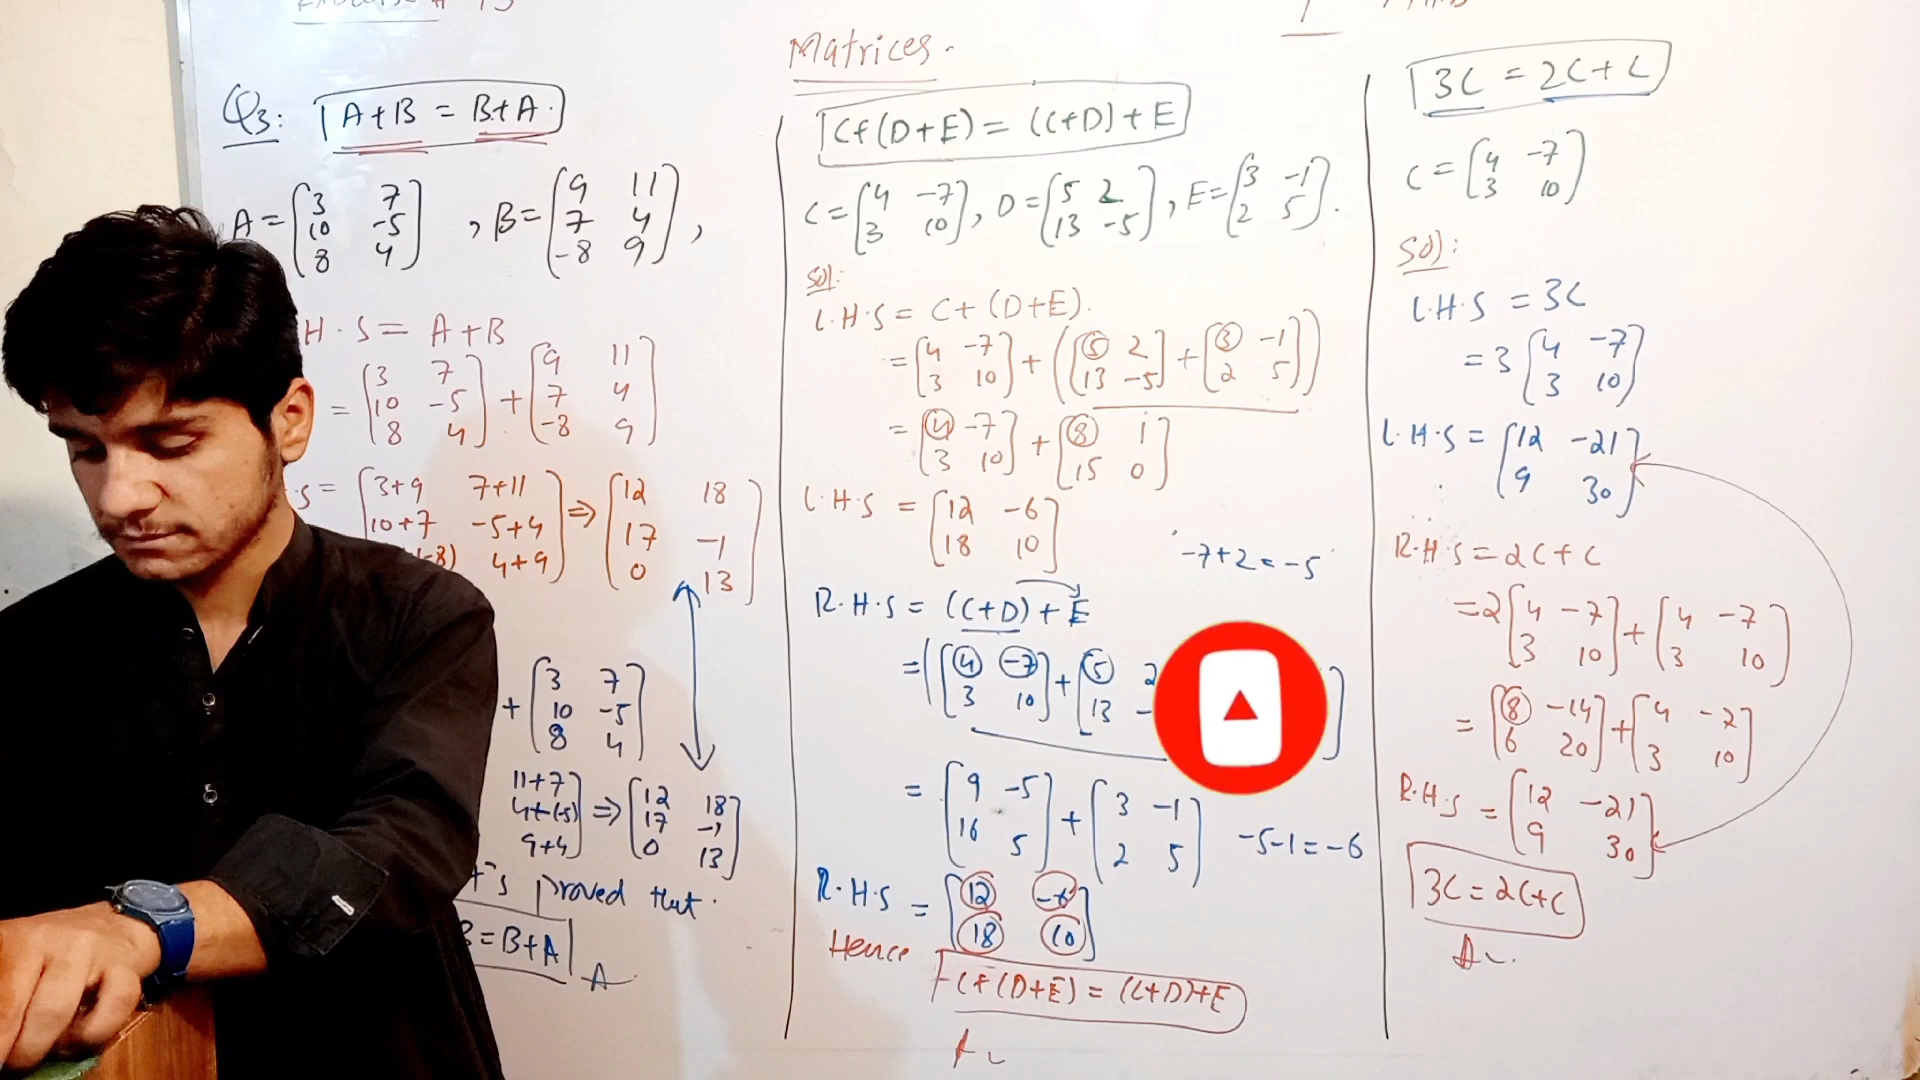 Matrices.
Q3: A+B = B+A.
A = [3 7
10 -5
8 4] , B = [9 11
7 4
-8 9] ,
H.S = A+B
= [3 7
10 -5
8 4] + [9 11
7 4
-8 9]
.S = [3+9 7+11
10+7 -5+4
-8) 4+9] ⇒ [12 18
17 -1
0 13]
+ [3 7
10 -5
8 4]
11+7
4+(-5)
9+4] ⇒ [12 18
17 -1
0 13]
proved that.
= B+A
C+(D+E) = (C+D)+E
C = [4 -7
3 10] , D = [5 2
13 -5] , E = [3 -1
2 5].
Sol:
L.H.S = C+(D+E).
= [4 -7
3 10] + ([5 2
13 -5] + [3 -1
2 5])
= [4 -7
3 10] + [8 1
15 0]
L.H.S = [12 -6
18 10]
-7+2 = -5
R.H.S = (C+D)+E
= ([4 -7
3 10] + [5 2
13 -
= [9 -5
16 5] + [3 -1
2 5]
-5-1 = -6
R.H.S = [12 -6
18 10]
Hence
C+(D+E) = (C+D)+E
3C = 2C+C
C = [4 -7
3 10]
Sol:
L.H.S = 3C
= 3[4 -7
3 10]
L.H.S = [12 -21
9 30]
R.H.S = 2C+C
= 2[4 -7
3 10] + [4 -7
3 10]
= [8 -14
6 20] + [4 -7
3 10]
R.H.S = [12 -21
9 30]
3C = 2C+C